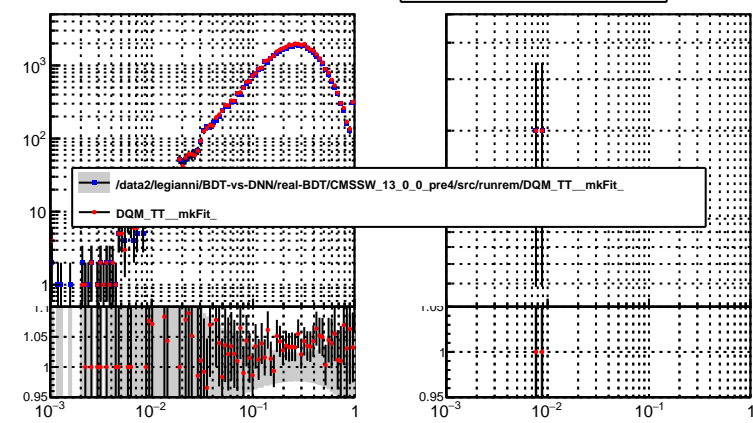 10³
10²
/data2/legianni/BDT-vs-DNN/real-BDT/CMSSW_13_0_0_pre4/src/runrem/DQM_TT__mkFit_
DQM_TT__mkFit_
10
1
1.05
1.05
1
1
0.95
0.95
10⁻³ 10⁻² 10⁻¹ 1
10⁻³ 10⁻² 10⁻¹ 1